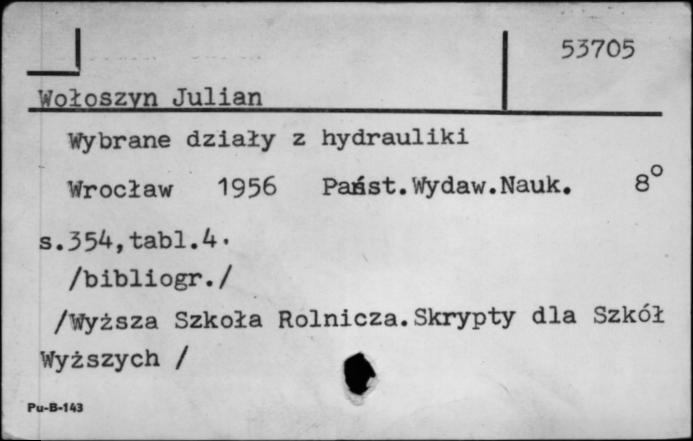 53705
Wołoszyn Julian
Wybrane działy z hydrauliki
Wrocław 1956 Państ.Wydaw.Nauk. 8°
s.354,tabl.4.
/bibliogr./
/Wyższa Szkoła Rolnicza.Skrypty dla Szkół
Wyższych /
Pu-B-143